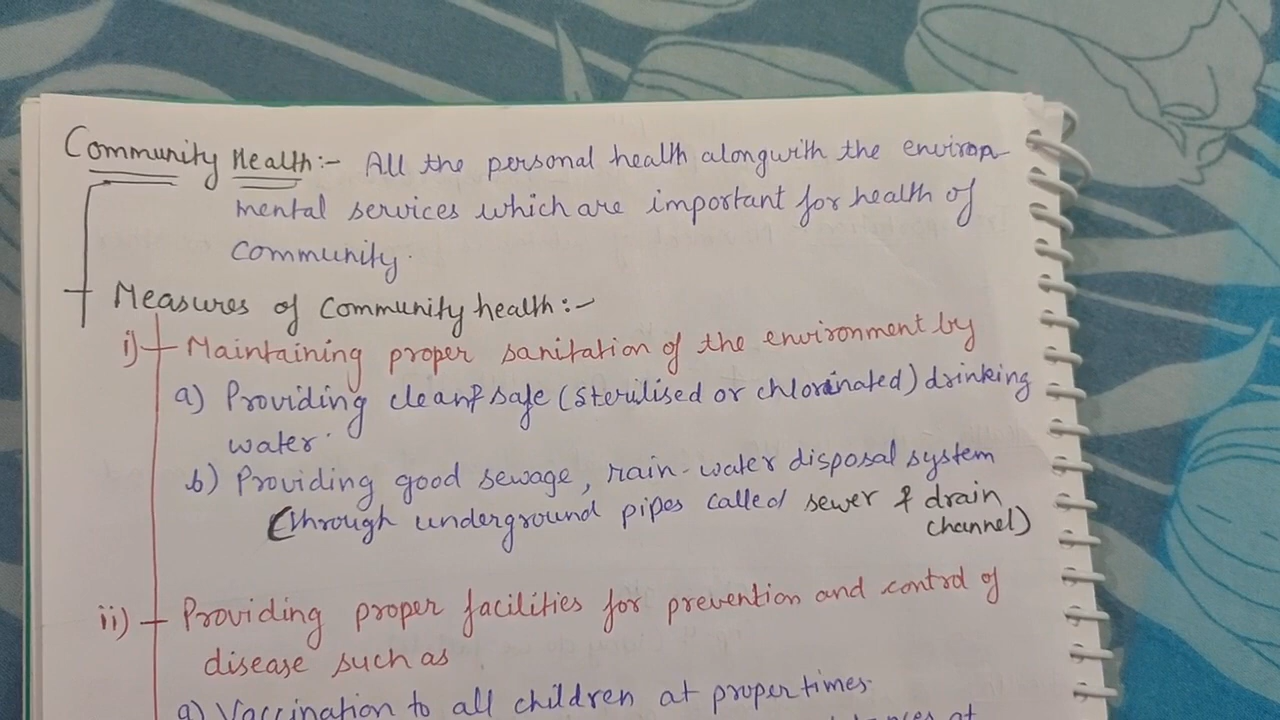 Community Health:- All the personal health alongwith the environ-
mental services which are important for health of
community.
Measures of Community health:-
i) Maintaining proper sanitation of the environment by
a) Providing clean & safe (sterilised or chlorinated) drinking
water.
b) Providing good sewage, rain-water disposal system
(through underground pipes called sewer & drain
channel)
ii) Providing proper facilities for prevention and control of
disease such as
a) Vaccination to all children at proper times.
at